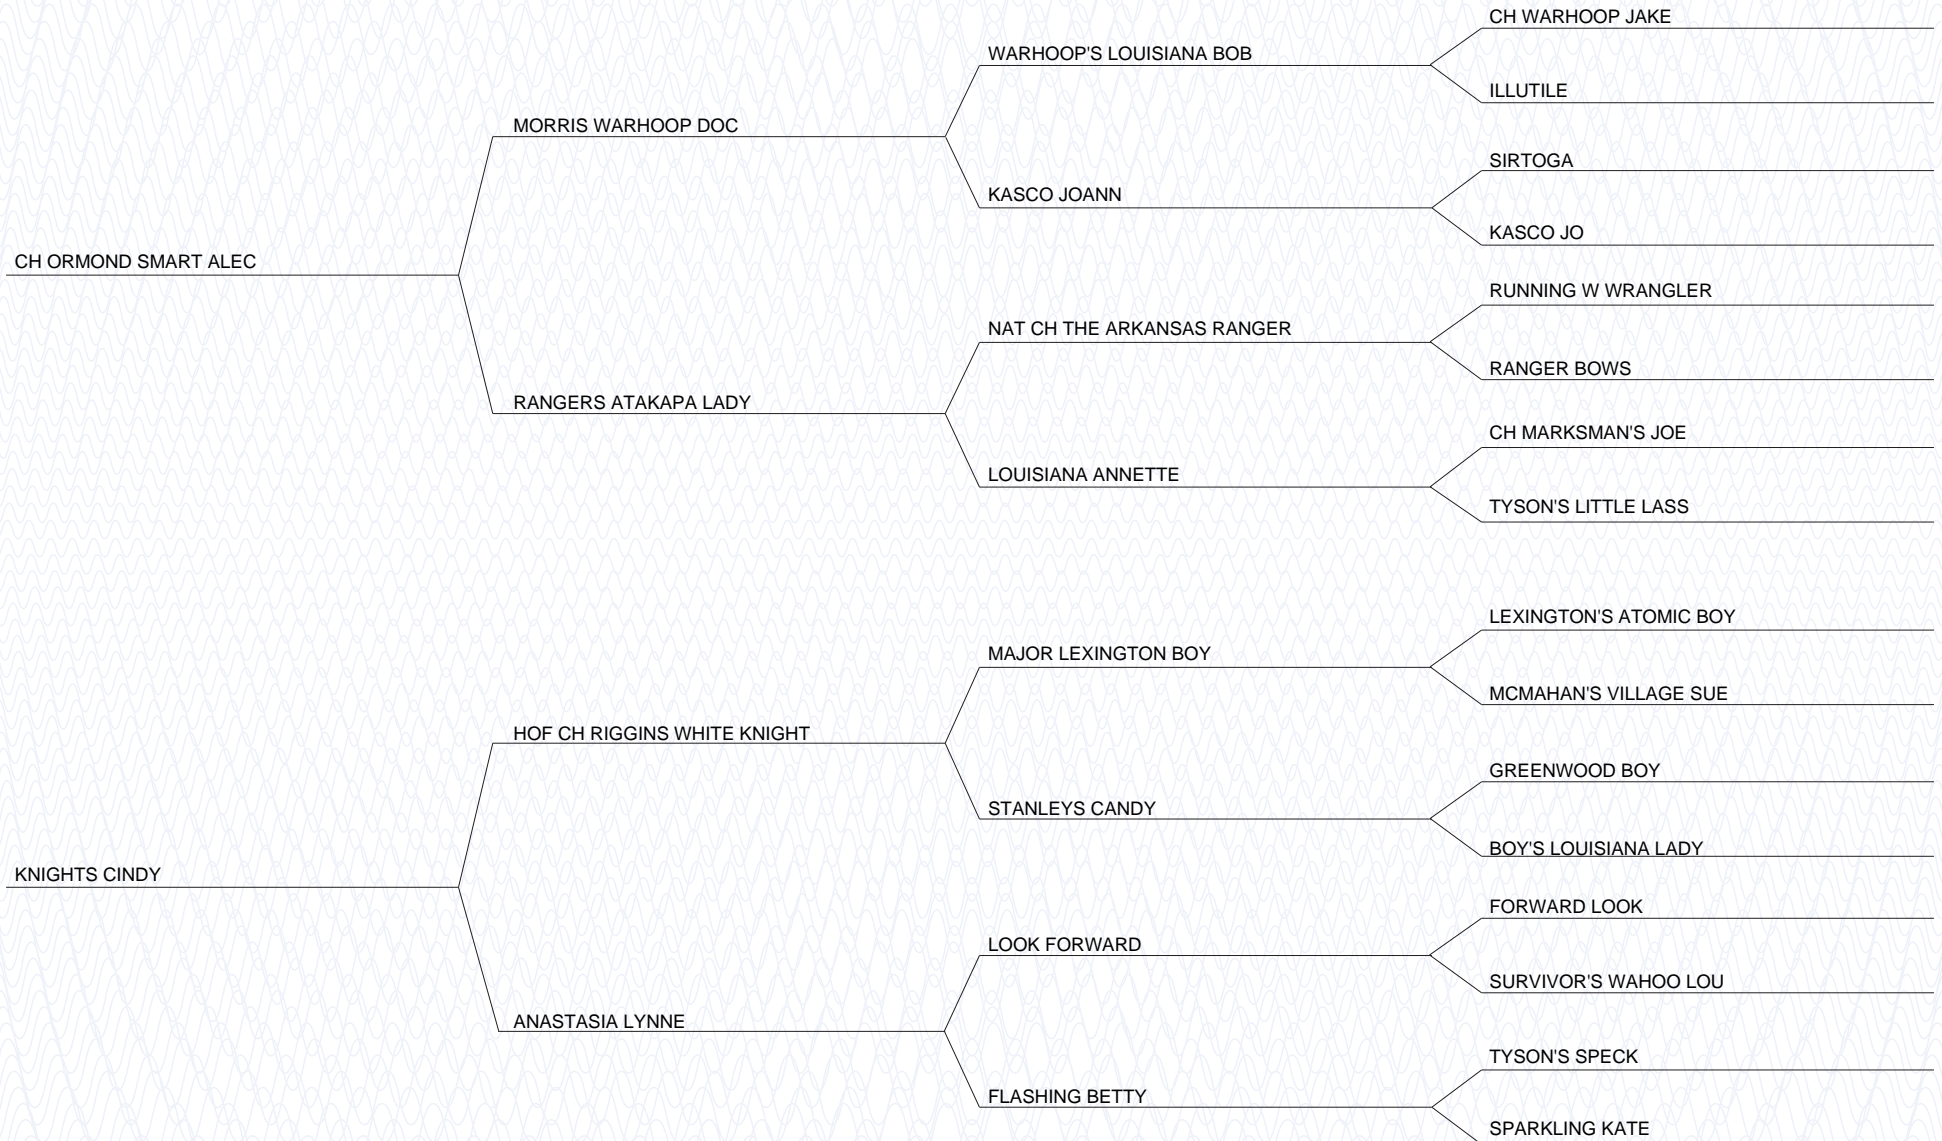 CH WARHOOP JAKE
WARHOOP'S LOUISIANA BOB
ILLUTILE
MORRIS WARHOOP DOC
SIRTOGA
KASCO JOANN
KASCO JO
CH ORMOND SMART ALEC
RUNNING W WRANGLER
NAT CH THE ARKANSAS RANGER
RANGER BOWS
RANGERS ATAKAPA LADY
CH MARKSMAN'S JOE
LOUISIANA ANNETTE
TYSON'S LITTLE LASS
LEXINGTON'S ATOMIC BOY
MAJOR LEXINGTON BOY
MCMAHAN'S VILLAGE SUE
HOF CH RIGGINS WHITE KNIGHT
GREENWOOD BOY
STANLEYS CANDY
BOY'S LOUISIANA LADY
KNIGHTS CINDY
FORWARD LOOK
LOOK FORWARD
SURVIVOR'S WAHOO LOU
ANASTASIA LYNNE
TYSON'S SPECK
FLASHING BETTY
SPARKLING KATE